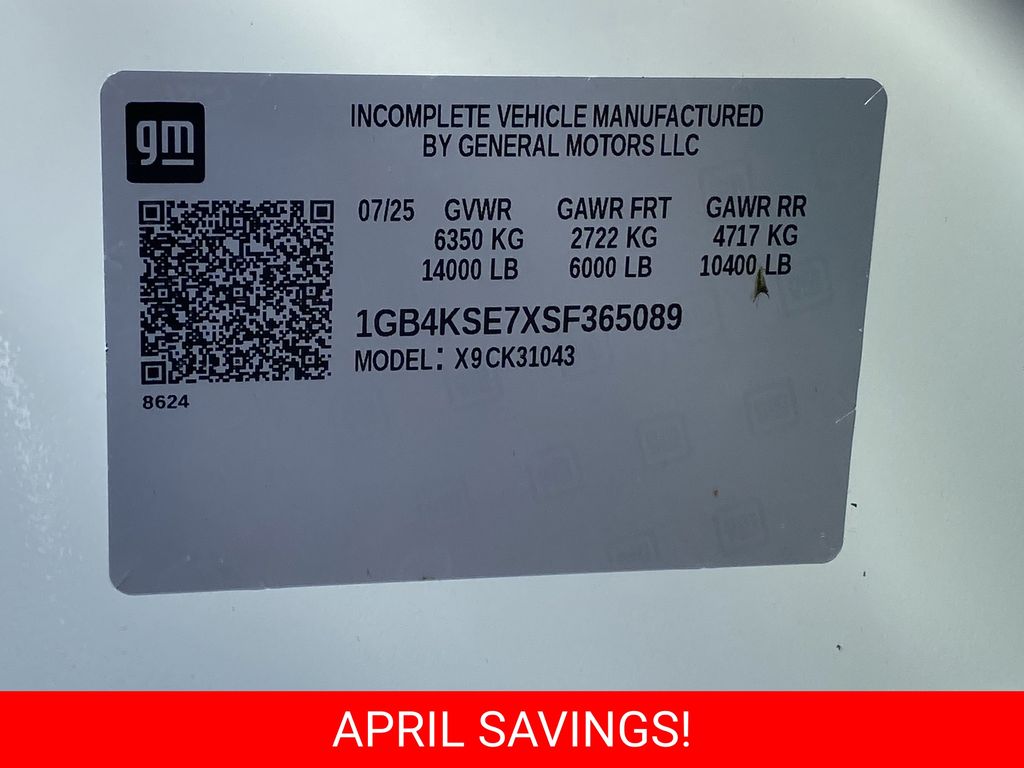 gm
INCOMPLETE VEHICLE MANUFACTURED
BY GENERAL MOTORS LLC
07/25 GVWR GAWR FRT GAWR RR
6350 KG 2722 KG 4717 KG
14000 LB 6000 LB 10400 LB
1GB4KSE7XSF365089
MODEL: X9CK31043
8624
APRIL SAVINGS!